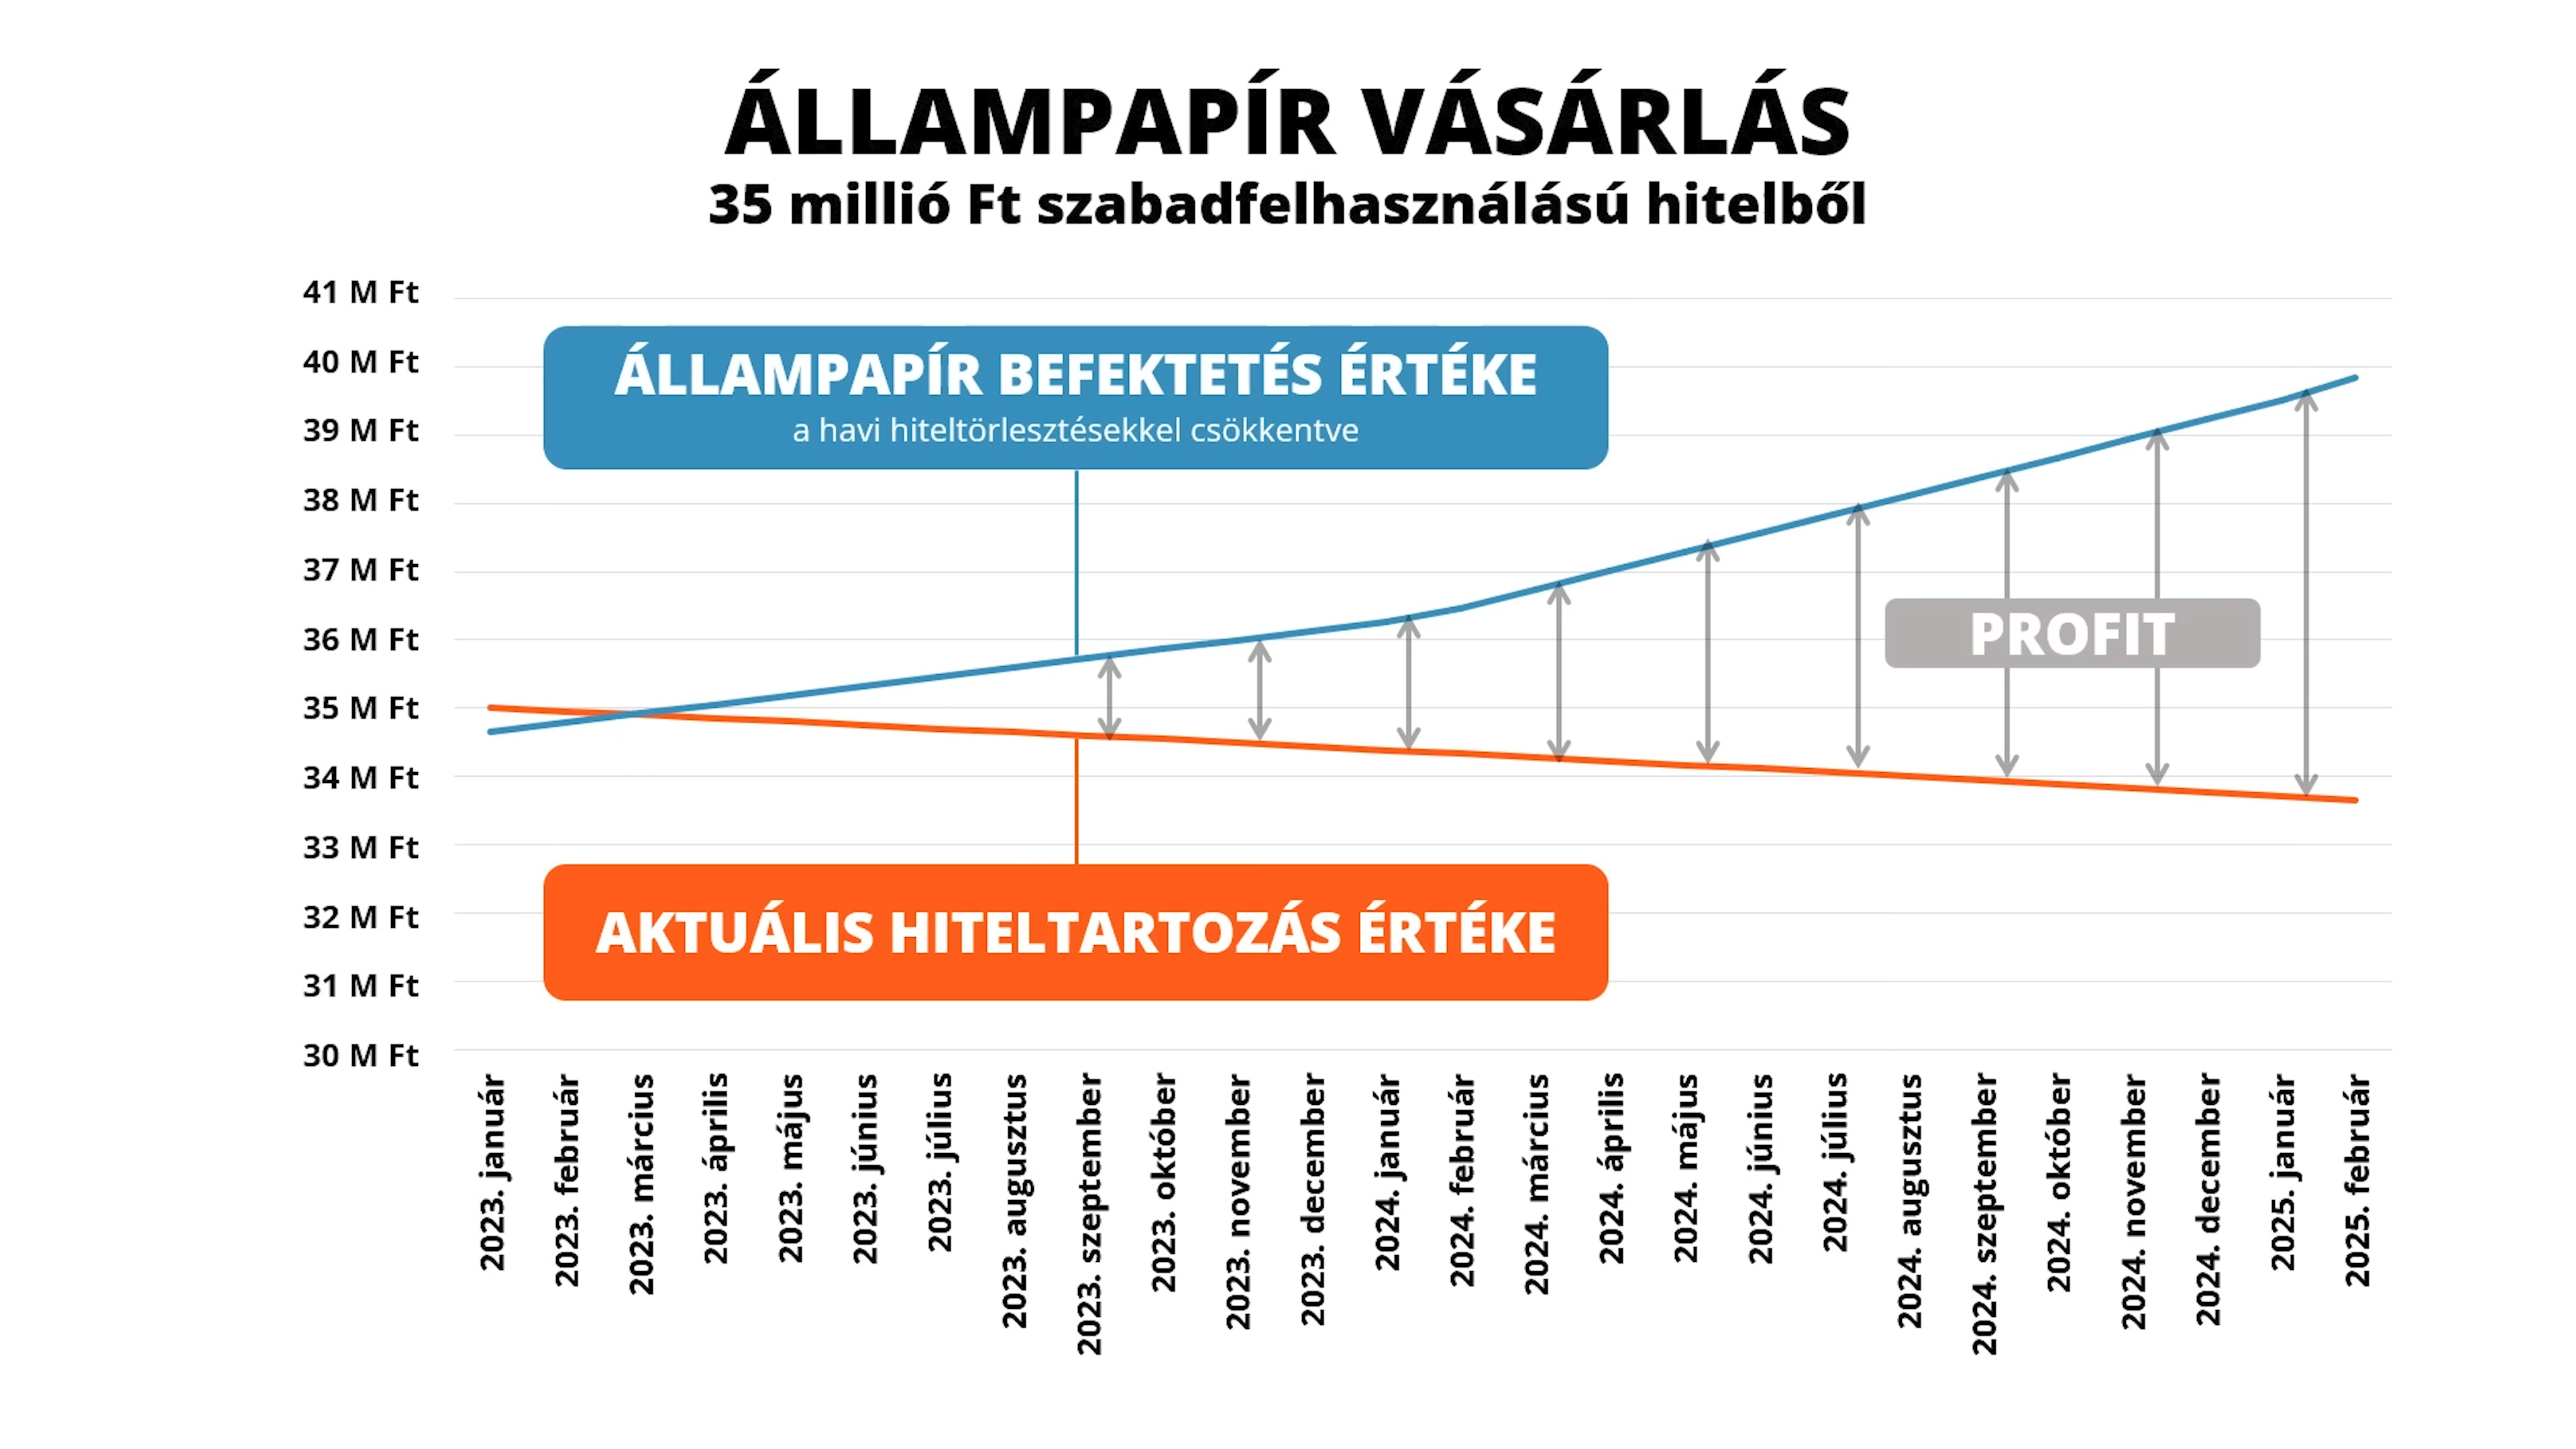 ÁLLAMPAPÍR VÁSÁRLÁS
35 millió Ft szabadfelhasználású hitelből
41 M Ft
40 M Ft
39 M Ft
38 M Ft
37 M Ft
36 M Ft
35 M Ft
34 M Ft
33 M Ft
32 M Ft
31 M Ft
30 M Ft
ÁLLAMPAPÍR BEFEKTETÉS ÉRTÉKE
a havi hiteltörlesztésekkel csökkentve
PROFIT
AKTUÁLIS HITELTARTOZÁS ÉRTÉKE
2023. január
2023. február
2023. március
2023. április
2023. május
2023. június
2023. július
2023. augusztus
2023. szeptember
2023. október
2023. november
2023. december
2024. január
2024. február
2024. március
2024. április
2024. május
2024. június
2024. július
2024. augusztus
2024. szeptember
2024. október
2024. november
2024. december
2025. január
2025. február